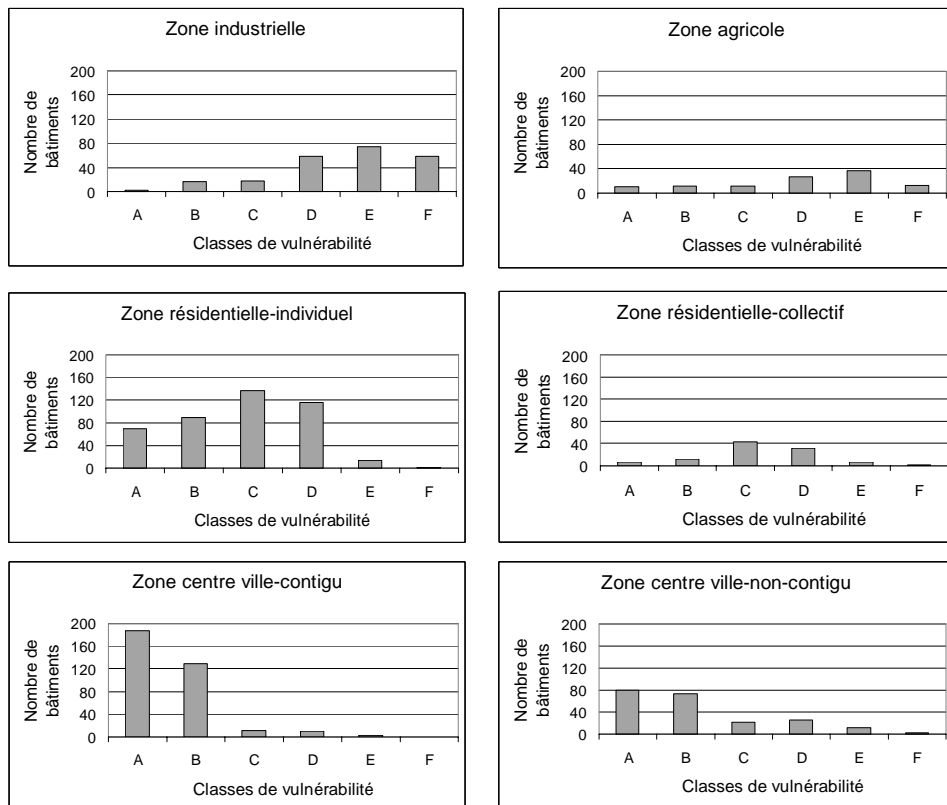 Zone industrielle
Nombre de
bâtiments
200
160
120
80
40
0
A B C D E F
Classes de vulnérabilité
Zone agricole
Nombre de
bâtiments
200
160
120
80
40
0
A B C D E F
Classes de vulnérabilité
Zone résidentielle-individuel
Nombre de
bâtiments
200
160
120
80
40
0
A B C D E F
Classes de vulnérabilité
Zone résidentielle-collectif
Nombre de
bâtiments
200
160
120
80
40
0
A B C D E F
Classes de vulnérabilité
Zone centre ville-contigu
Nombre de
bâtiments
200
160
120
80
40
0
A B C D E F
Classes de vulnérabilité
Zone centre ville-non-contigu
Nombre de
bâtiments
200
160
120
80
40
0
A B C D E F
Classes de vulnérabilité